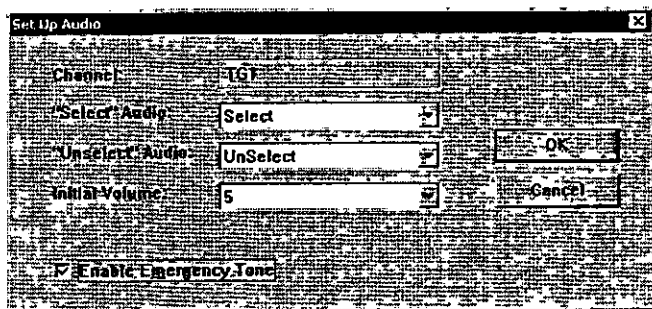 Set Up Audio
Channel: TG1
"Select" Audio: Select
"Unselect" Audio: UnSelect
OK
Initial Volume: 5
Cancel
Enable Emergency Tone